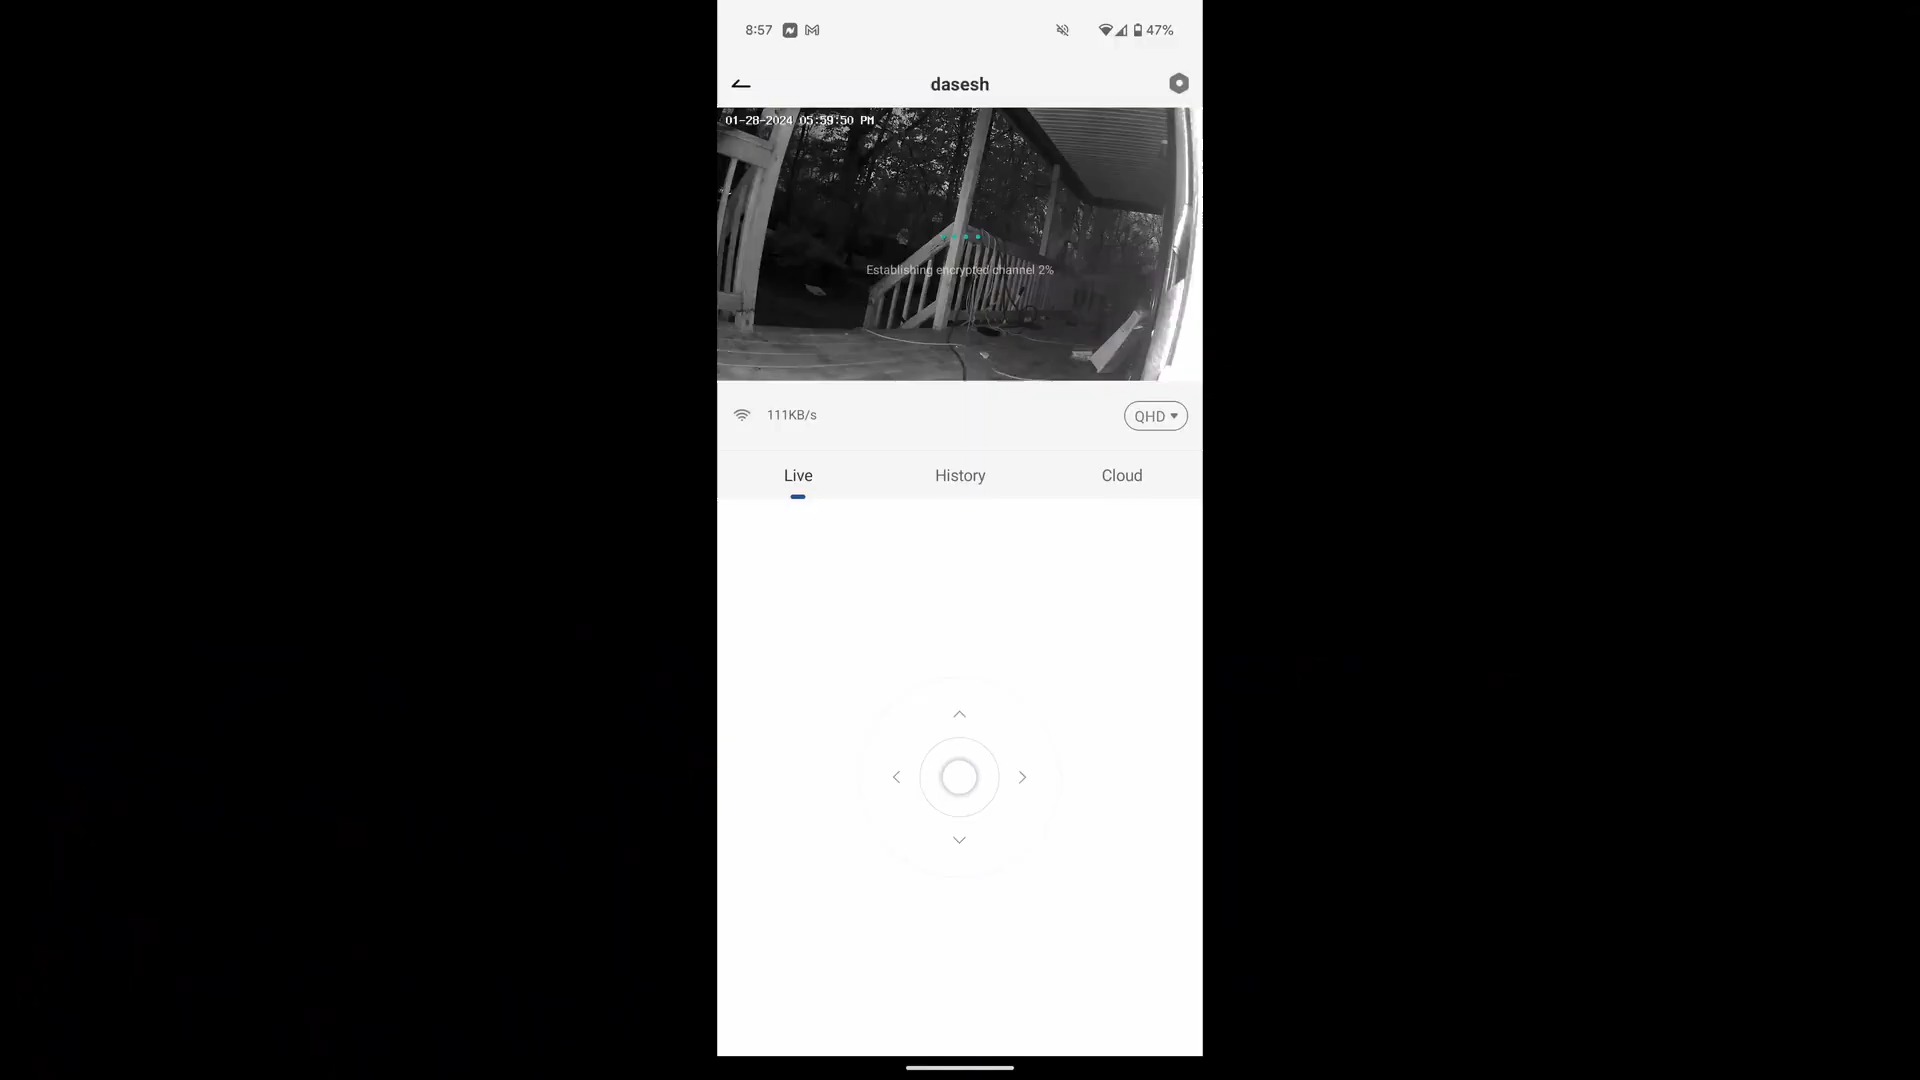 8:57 47%
dasesh
01-28-2024 05:59:50 PM
Establishing encrypted channel 2%
111KB/s QHD
Live History Cloud